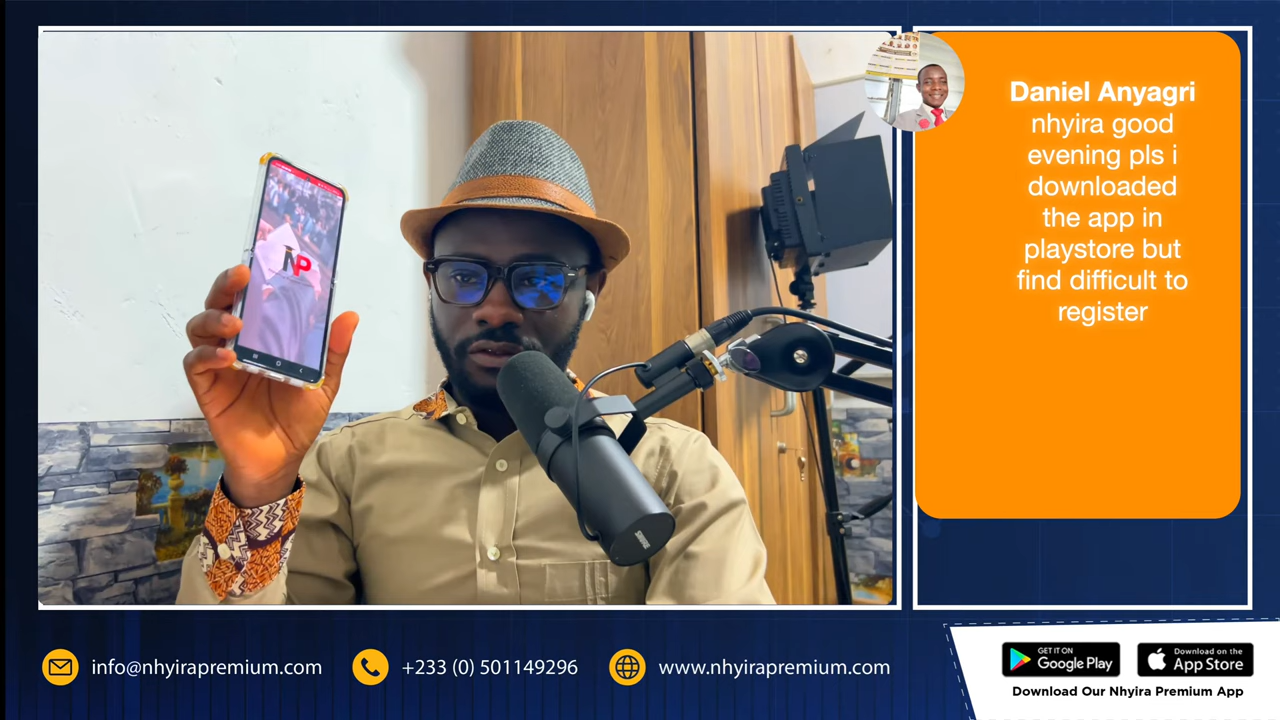 NP
Daniel Anyagri
nhyira good
evening pls i
downloaded
the app in
playstore but
find difficult to
register
info@nhyirapremium.com
+233 (0) 501149296
www.nhyirapremium.com
GET IT ON
Google Play
Download on the
App Store
Download Our Nhyira Premium App